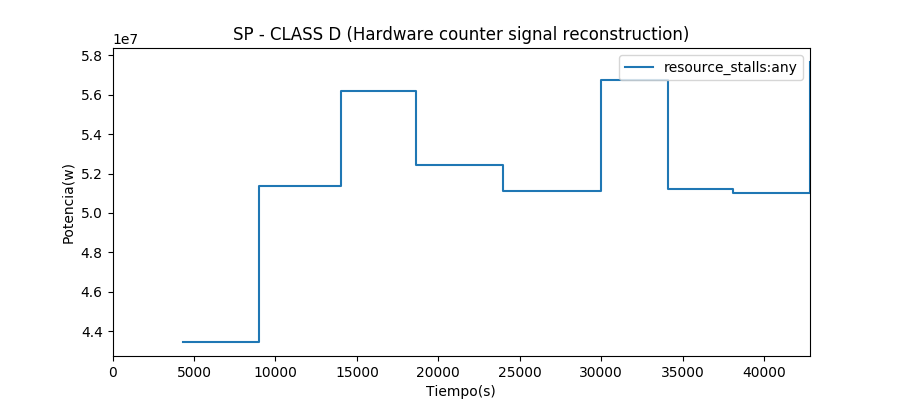 SP - CLASS D (Hardware counter signal reconstruction)
1e7
resource_stalls:any
5.8
5.6
5.4
5.2
5.0
4.8
4.6
4.4
Potencia(w)
0 5000 10000 15000 20000 25000 30000 35000 40000
Tiempo(s)